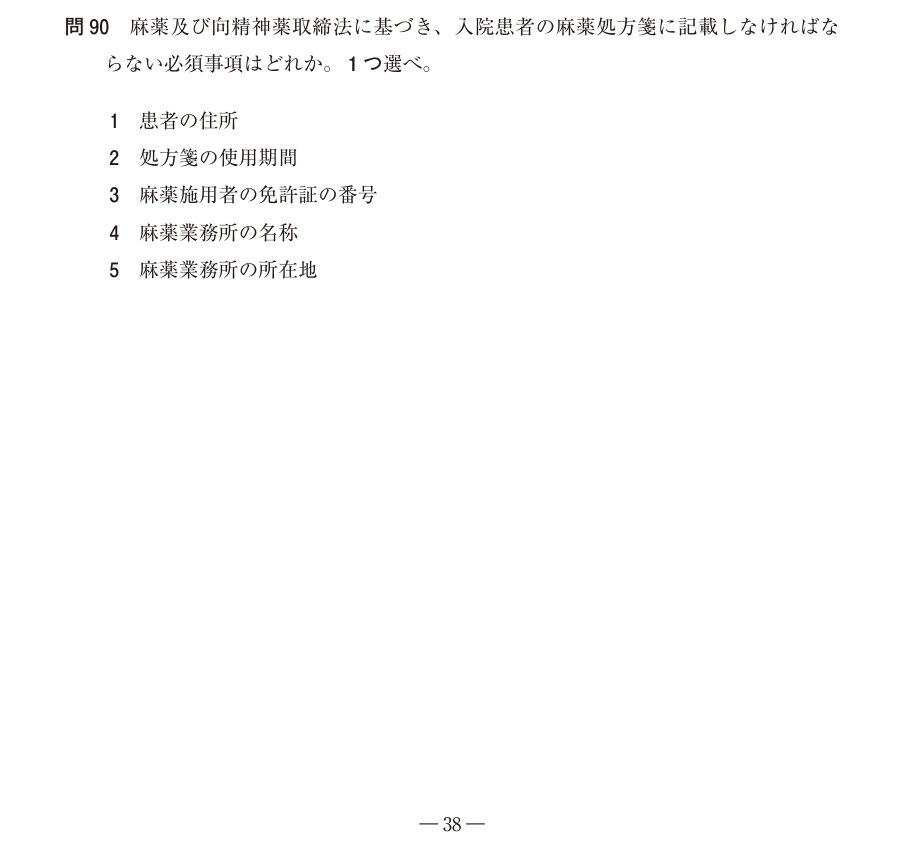 問 90　麻薬及び向精神薬取締法に基づき、入院患者の麻薬処方箋に記載しなければな
らない必須事項はどれか。1つ選べ。
1　患者の住所
2　処方箋の使用期間
3　麻薬施用者の免許証の番号
4　麻薬業務所の名称
5　麻薬業務所の所在地
― 38 ―